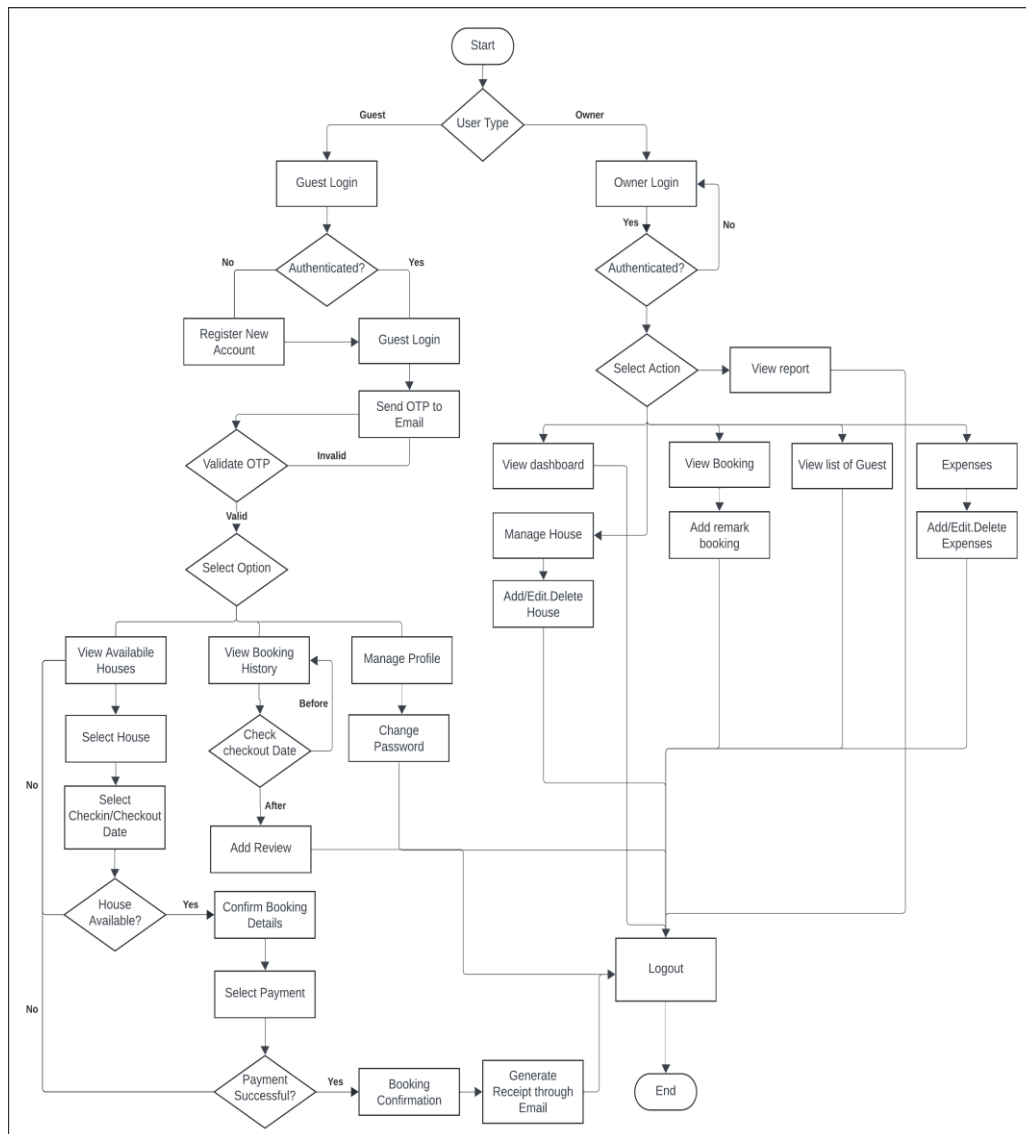 Start
Guest
User Type
Owner
Guest Login
Owner Login
Yes
No
No
Authenticated?
Yes
Authenticated?
Register New
Account
Guest Login
Select Action
View report
Send OTP to
Email
Validate OTP
Invalid
View dashboard
View Booking
View list of Guest
Expenses
Valid
Manage House
Add remark
booking
Add/Edit.Delete
Expenses
Select Option
Add/Edit.Delete
House
View Availabile
Houses
View Booking
History
Manage Profile
Before
Select House
Check
checkout Date
Change
Password
No
Select
Checkin/Checkout
Date
After
Add Review
House
Available?
Yes
Confirm Booking
Details
Logout
Select Payment
No
Payment
Successful?
Yes
Booking
Confirmation
Generate
Receipt through
Email
End